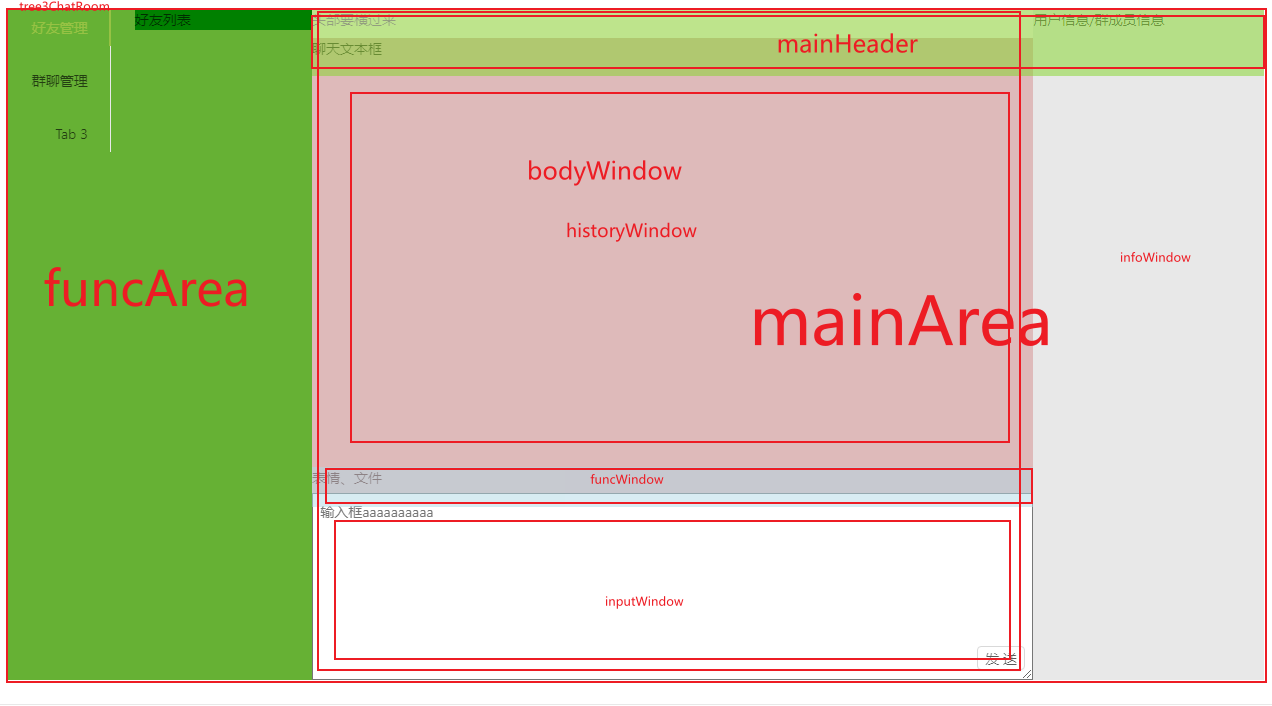 tree3ChatRoom
好友管理
好友列表
头部要横过来
用户信息/群成员信息
mainHeader
聊天文本框
群聊管理
Tab 3
bodyWindow
historyWindow
infoWindow
funcArea
mainArea
表情、文件
funcWindow
输入框aaaaaaaaaa
inputWindow
发 送